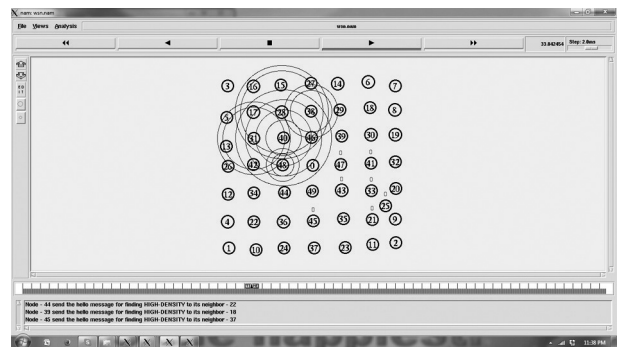 nam: wsn.nam
File Views Analysis
wsn.nam
33.842454
Step: 2.0ms
3 16 15 27 14 6 7
5 17 28 38 29 18 8
13 31 40 46 39 30 19
26 42 48 0 47 41 32
12 34 44 49 43 33 20
25
4 22 36 45 35 21 9
1 10 24 37 23 11 2
Node - 44 send the hello message for finding HIGH-DENSITY to its neighbor - 22
Node - 39 send the hello message for finding HIGH-DENSITY to its neighbor - 18
Node - 45 send the hello message for finding HIGH-DENSITY to its neighbor - 37
11:38 PM